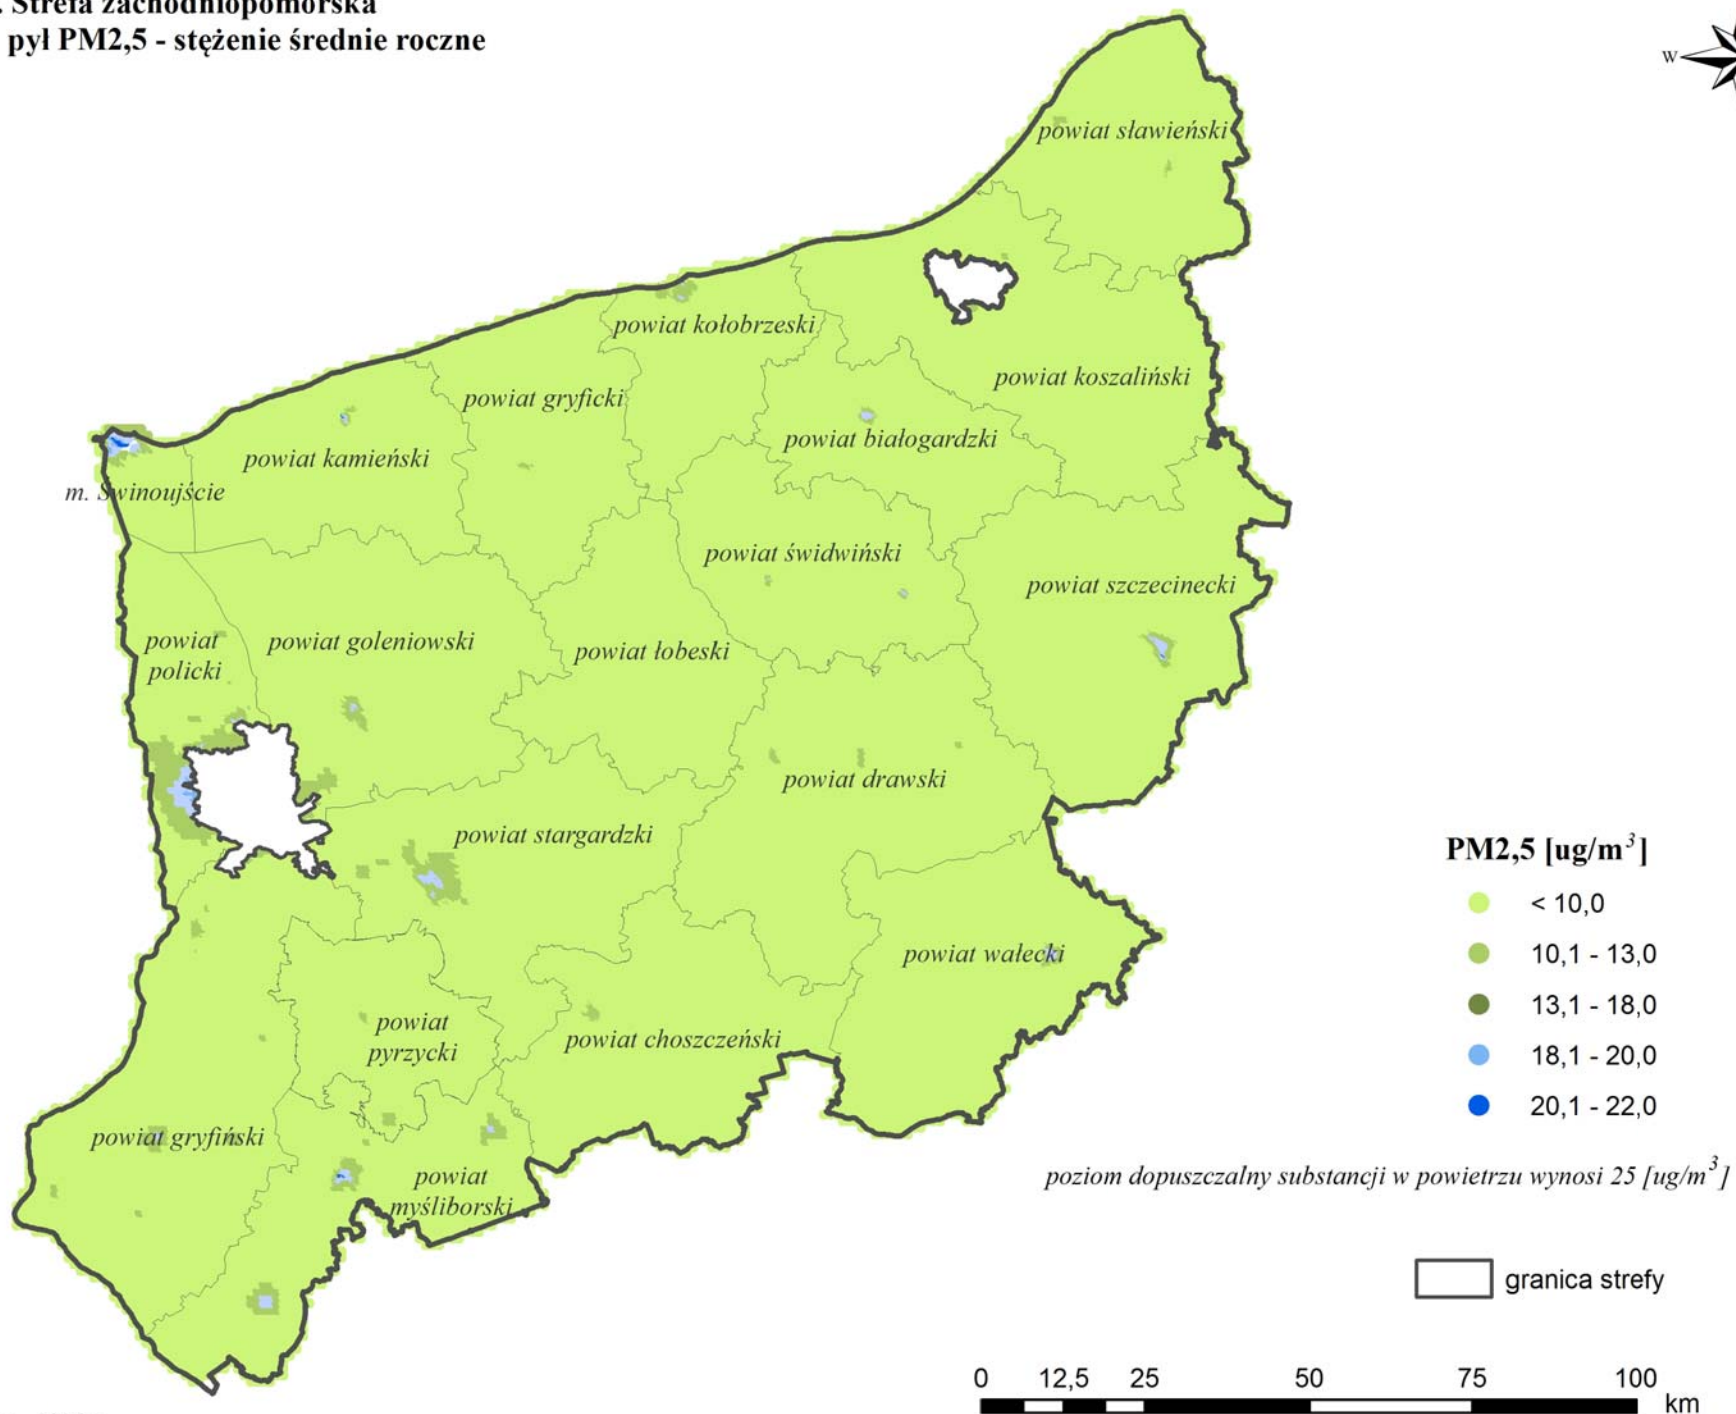 . Strefa zachodniopomorska
pył PM2,5 - stężenie średnie roczne
W
powiat sławieński
powiat kołobrzeski
powiat koszaliński
powiat gryficki
powiat białogardzki
powiat kamieński
m. Świnoujście
powiat świdwiński
powiat szczecinecki
powiat
policki
powiat goleniowski
powiat łobeski
powiat drawski
powiat stargardzki
powiat wałecki
powiat
pyrzycki
powiat choszczeński
powiat gryfiński
powiat
myśliborski
PM2,5 [ug/m³]
< 10,0
10,1 - 13,0
13,1 - 18,0
18,1 - 20,0
20,1 - 22,0
poziom dopuszczalny substancji w powietrzu wynosi 25 [ug/m³]
granica strefy
0 12,5 25 50 75 100
km